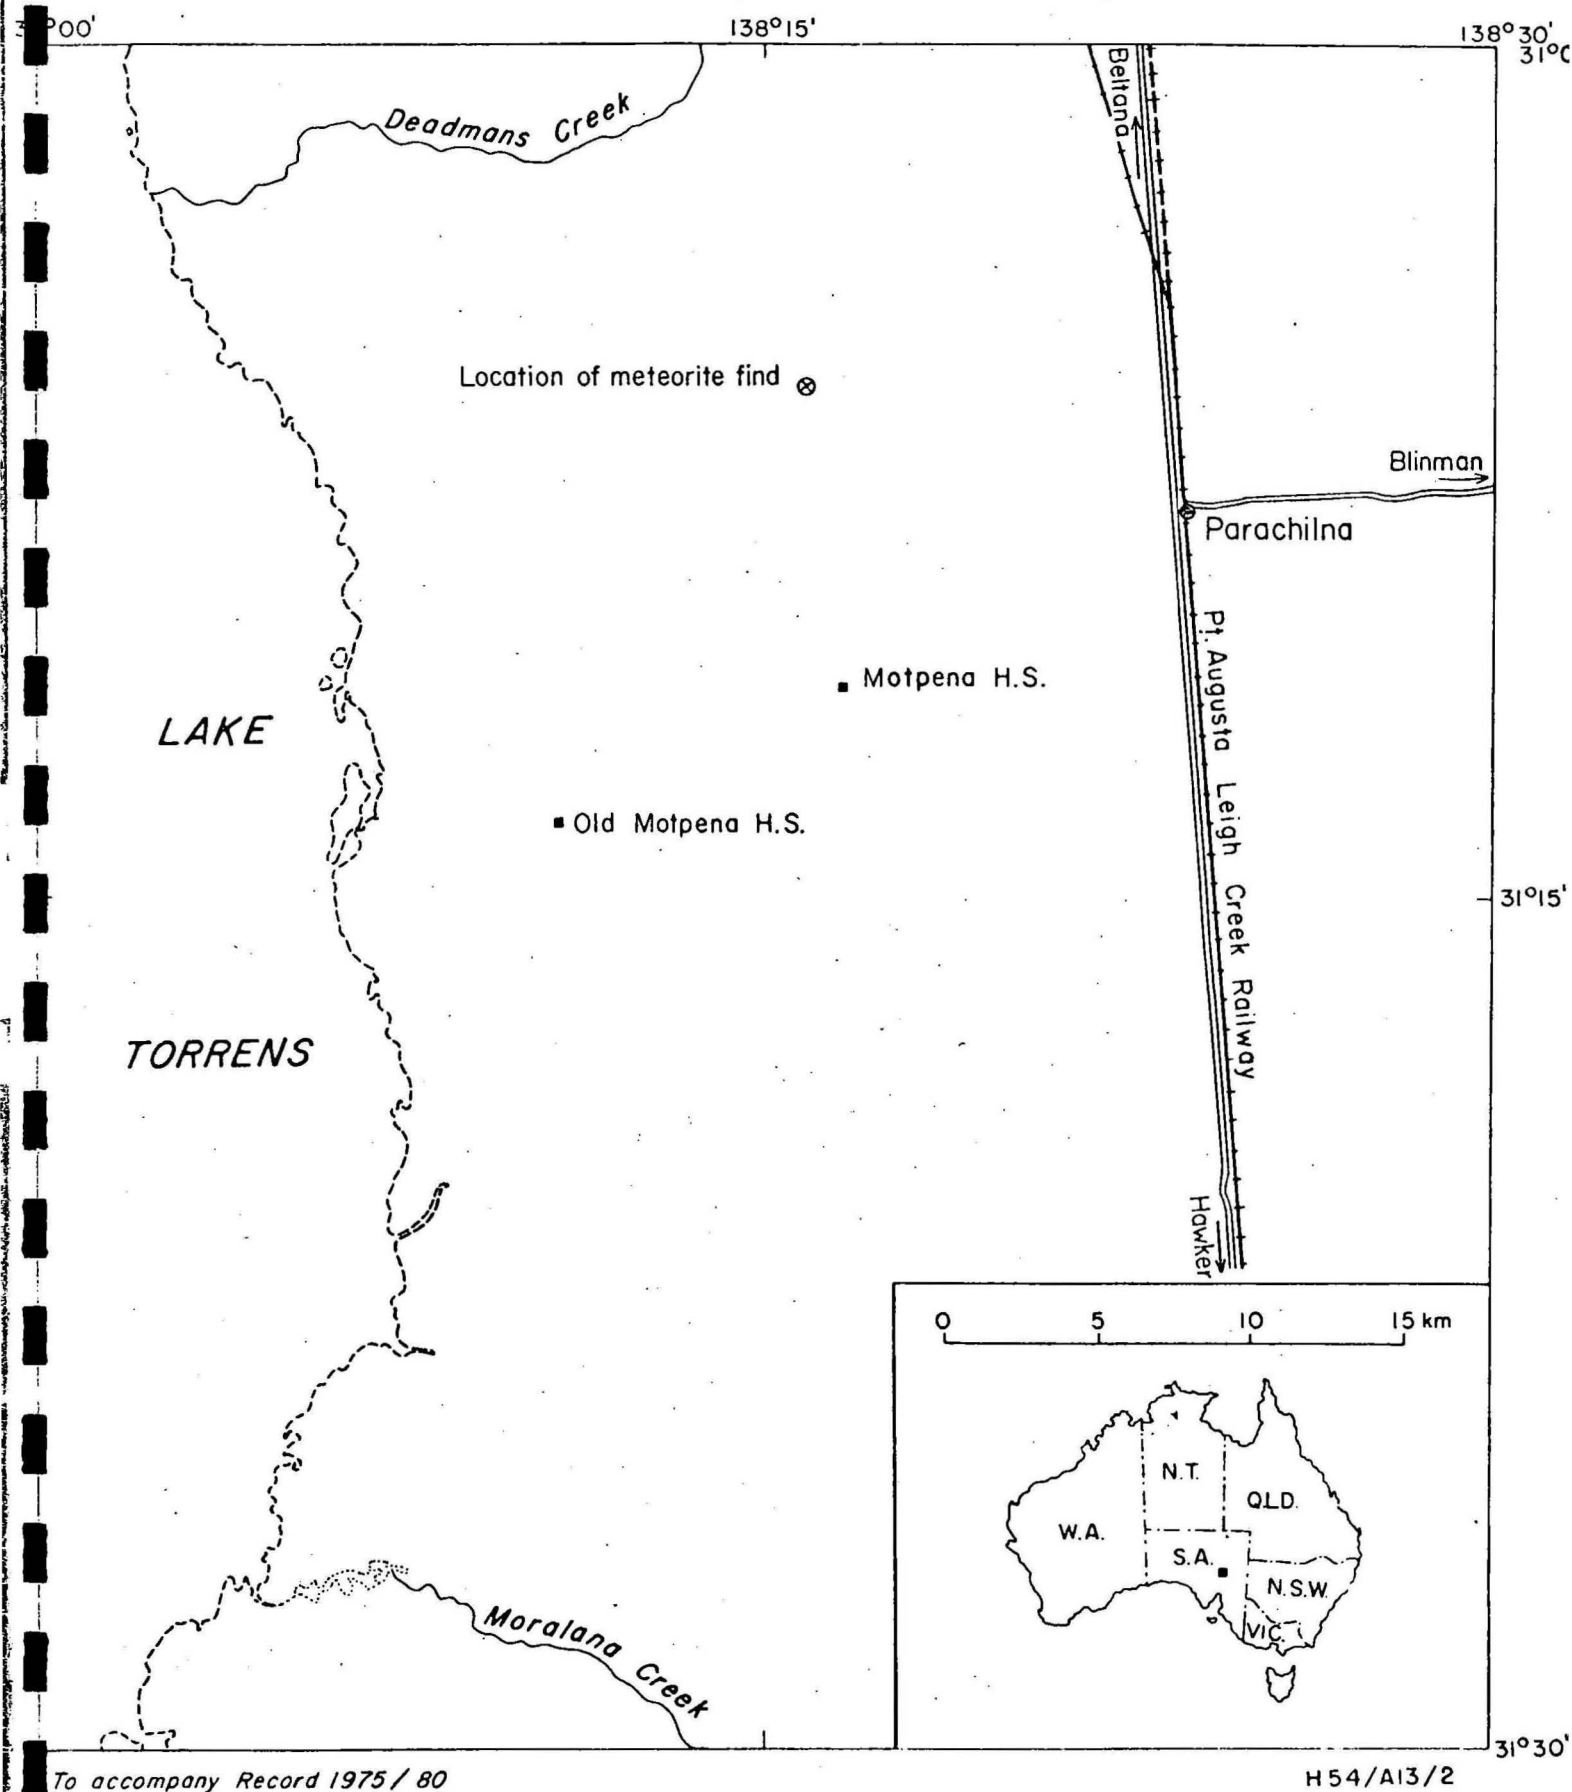 138°15'
138°30'
Beltana
Deadmans Creek
Location of meteorite find
Blinman
Parachilna
Pt. Augusta Leigh Creek Railway
Motpena H.S.
LAKE
Old Motpena H.S.
31°15'
TORRENS
Hawker
0 5 10 15 km
N.T.
QLD.
W.A.
S.A.
N.S.W.
VIC.
Moralana Creek
31°30'
To accompany Record 1975/80
H54/A13/2